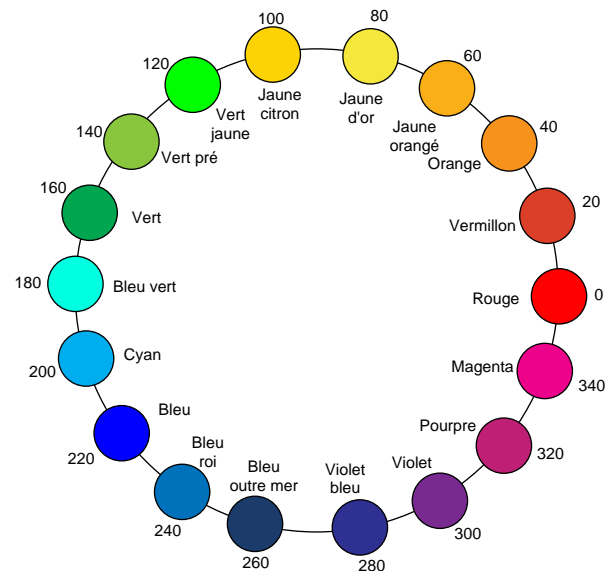 100
80
60
120
Jaune
citron
Jaune
d'or
Vert
jaune
Jaune
orangé
40
140
Vert pré
Orange
160
20
Vert
Vermillon
180
Bleu vert
Rouge
0
Cyan
Magenta
200
340
Bleu
Pourpre
220
Bleu
roi
Bleu
outre mer
Violet
bleu
Violet
320
240
300
260
280